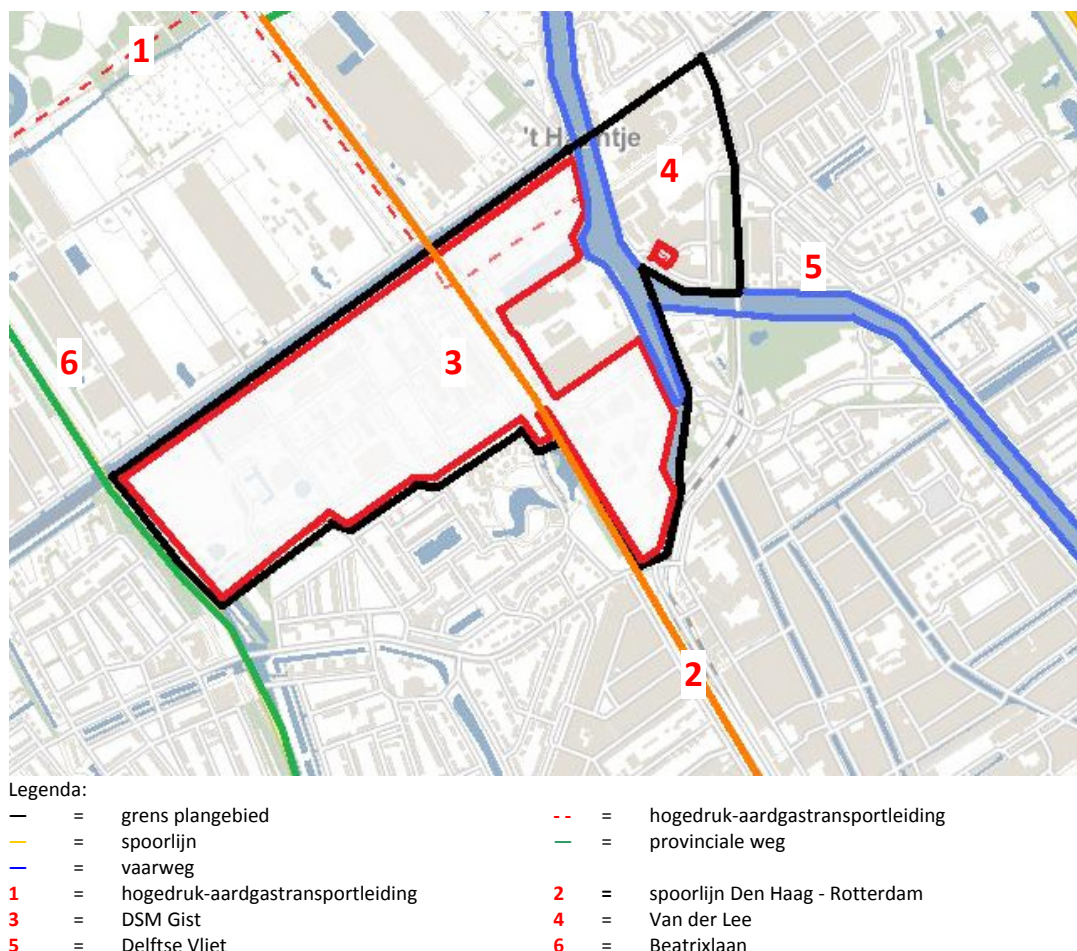 1
't H
ntje
4
5
6
3
2
Legenda:
— = grens plangebied - - = hogedruk-aardgastransportleiding
— = spoorlijn — = provinciale weg
— = vaarweg
1 = hogedruk-aardgastransportleiding 2 = spoorlijn Den Haag - Rotterdam
3 = DSM Gist 4 = Van der Lee
5 = Delftse Vliet 6 = Beatrixlaan